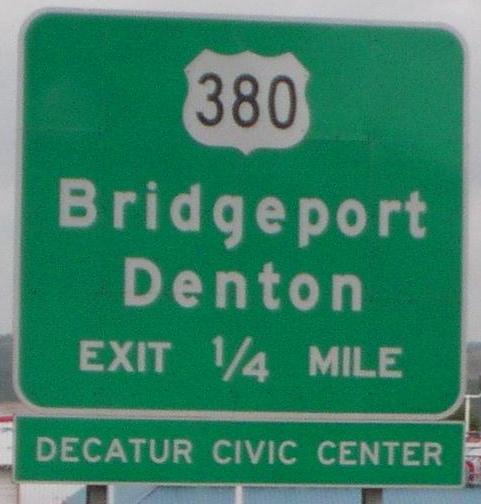 380
Bridgeport
Denton
EXIT 1/4 MILE
DECATUR CIVIC CENTER